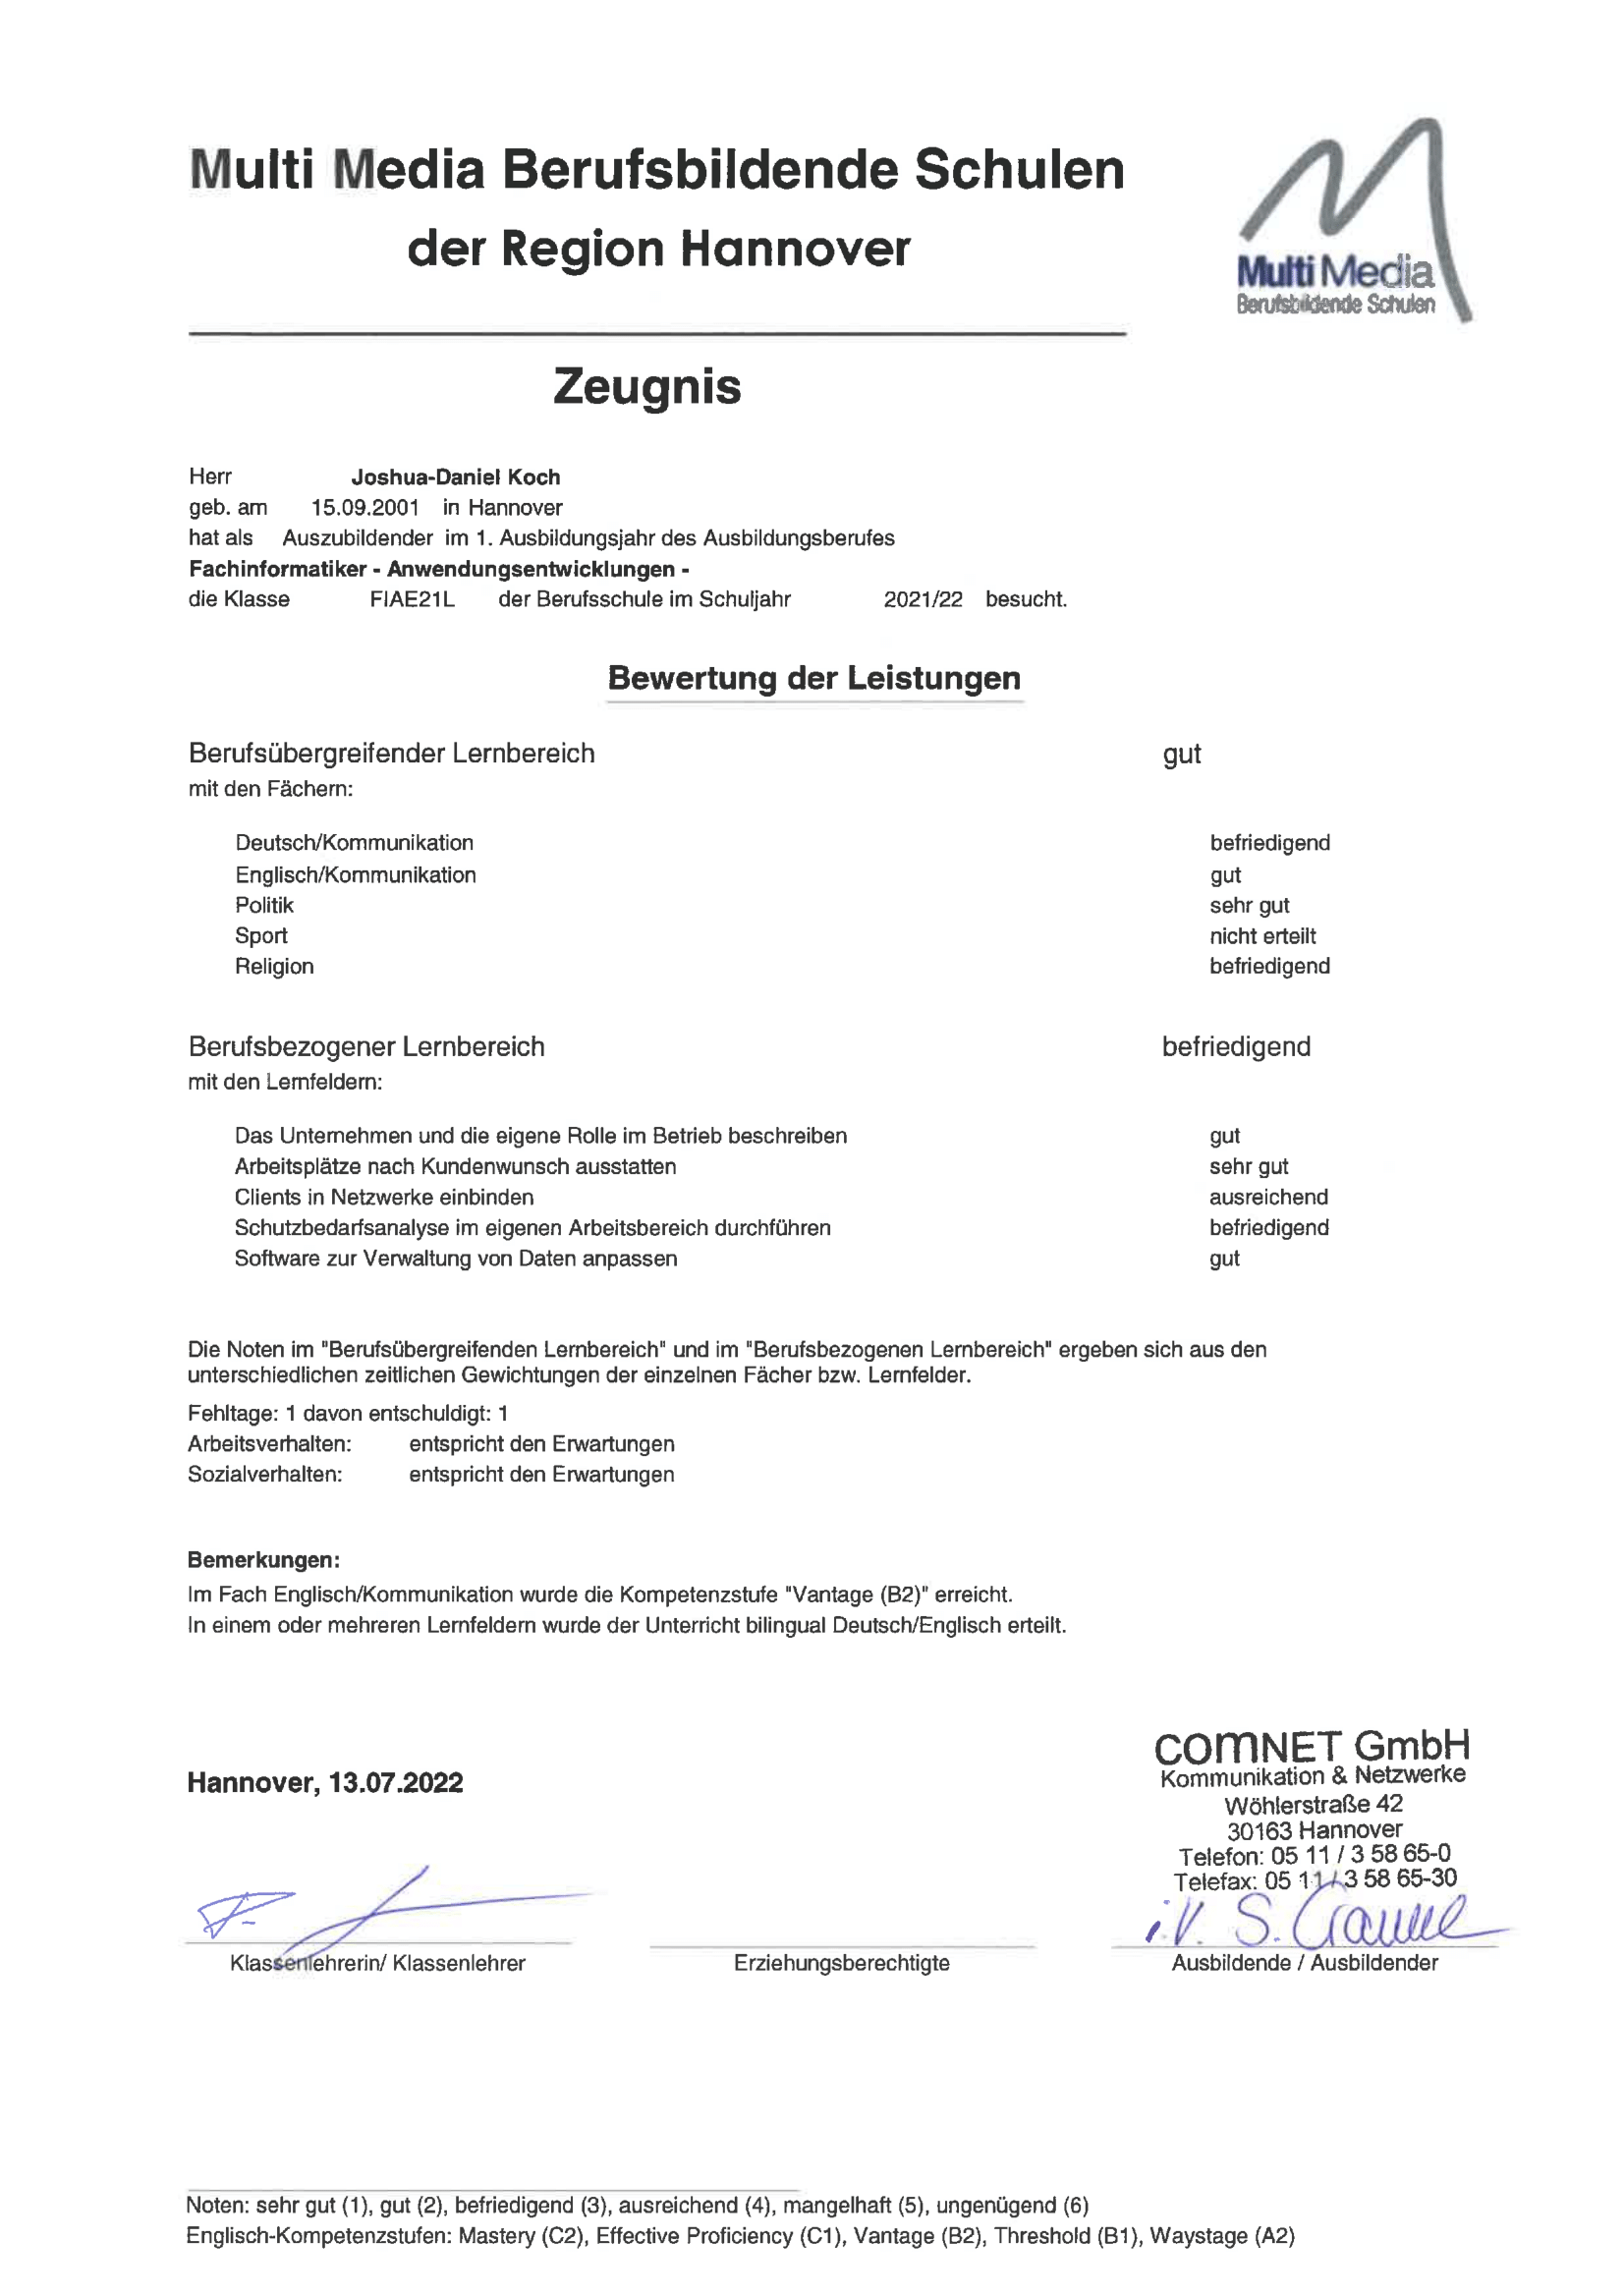 Multi Media Berufsbildende Schulen
der Region Hannover
Multi Media
Berufsbildende Schulen
Zeugnis
Herr Joshua-Daniel Koch
geb. am 15.09.2001 in Hannover
hat als Auszubildender im 1. Ausbildungsjahr des Ausbildungsberufes
Fachinformatiker - Anwendungsentwicklungen -
die Klasse FIAE21L der Berufsschule im Schuljahr 2021/22 besucht.
Bewertung der Leistungen
Berufsübergreifender Lernbereich gut
mit den Fächern:
Deutsch/Kommunikation befriedigend
Englisch/Kommunikation gut
Politik sehr gut
Sport nicht erteilt
Religion befriedigend
Berufsbezogener Lernbereich befriedigend
mit den Lernfeldern:
Das Unternehmen und die eigene Rolle im Betrieb beschreiben gut
Arbeitsplätze nach Kundenwunsch ausstatten sehr gut
Clients in Netzwerke einbinden ausreichend
Schutzbedarfsanalyse im eigenen Arbeitsbereich durchführen befriedigend
Software zur Verwaltung von Daten anpassen gut
Die Noten im "Berufsübergreifenden Lernbereich" und im "Berufsbezogenen Lernbereich" ergeben sich aus den
unterschiedlichen zeitlichen Gewichtungen der einzelnen Fächer bzw. Lernfelder.
Fehltage: 1 davon entschuldigt: 1
Arbeitsverhalten: entspricht den Erwartungen
Sozialverhalten: entspricht den Erwartungen
Bemerkungen:
Im Fach Englisch/Kommunikation wurde die Kompetenzstufe "Vantage (B2)" erreicht.
In einem oder mehreren Lernfeldern wurde der Unterricht bilingual Deutsch/Englisch erteilt.
Hannover, 13.07.2022
COMNET GmbH
Kommunikation & Netzwerke
Wöhlerstraße 42
30163 Hannover
Telefon: 05 11 / 3 58 65-0
Telefax: 05 11 / 3 58 65-30
i.V. S.
Klassenlehrerin/ Klassenlehrer
Erziehungsberechtigte
Ausbildende / Ausbildender
Noten: sehr gut (1), gut (2), befriedigend (3), ausreichend (4), mangelhaft (5), ungenügend (6)
Englisch-Kompetenzstufen: Mastery (C2), Effective Proficiency (C1), Vantage (B2), Threshold (B1), Waystage (A2)